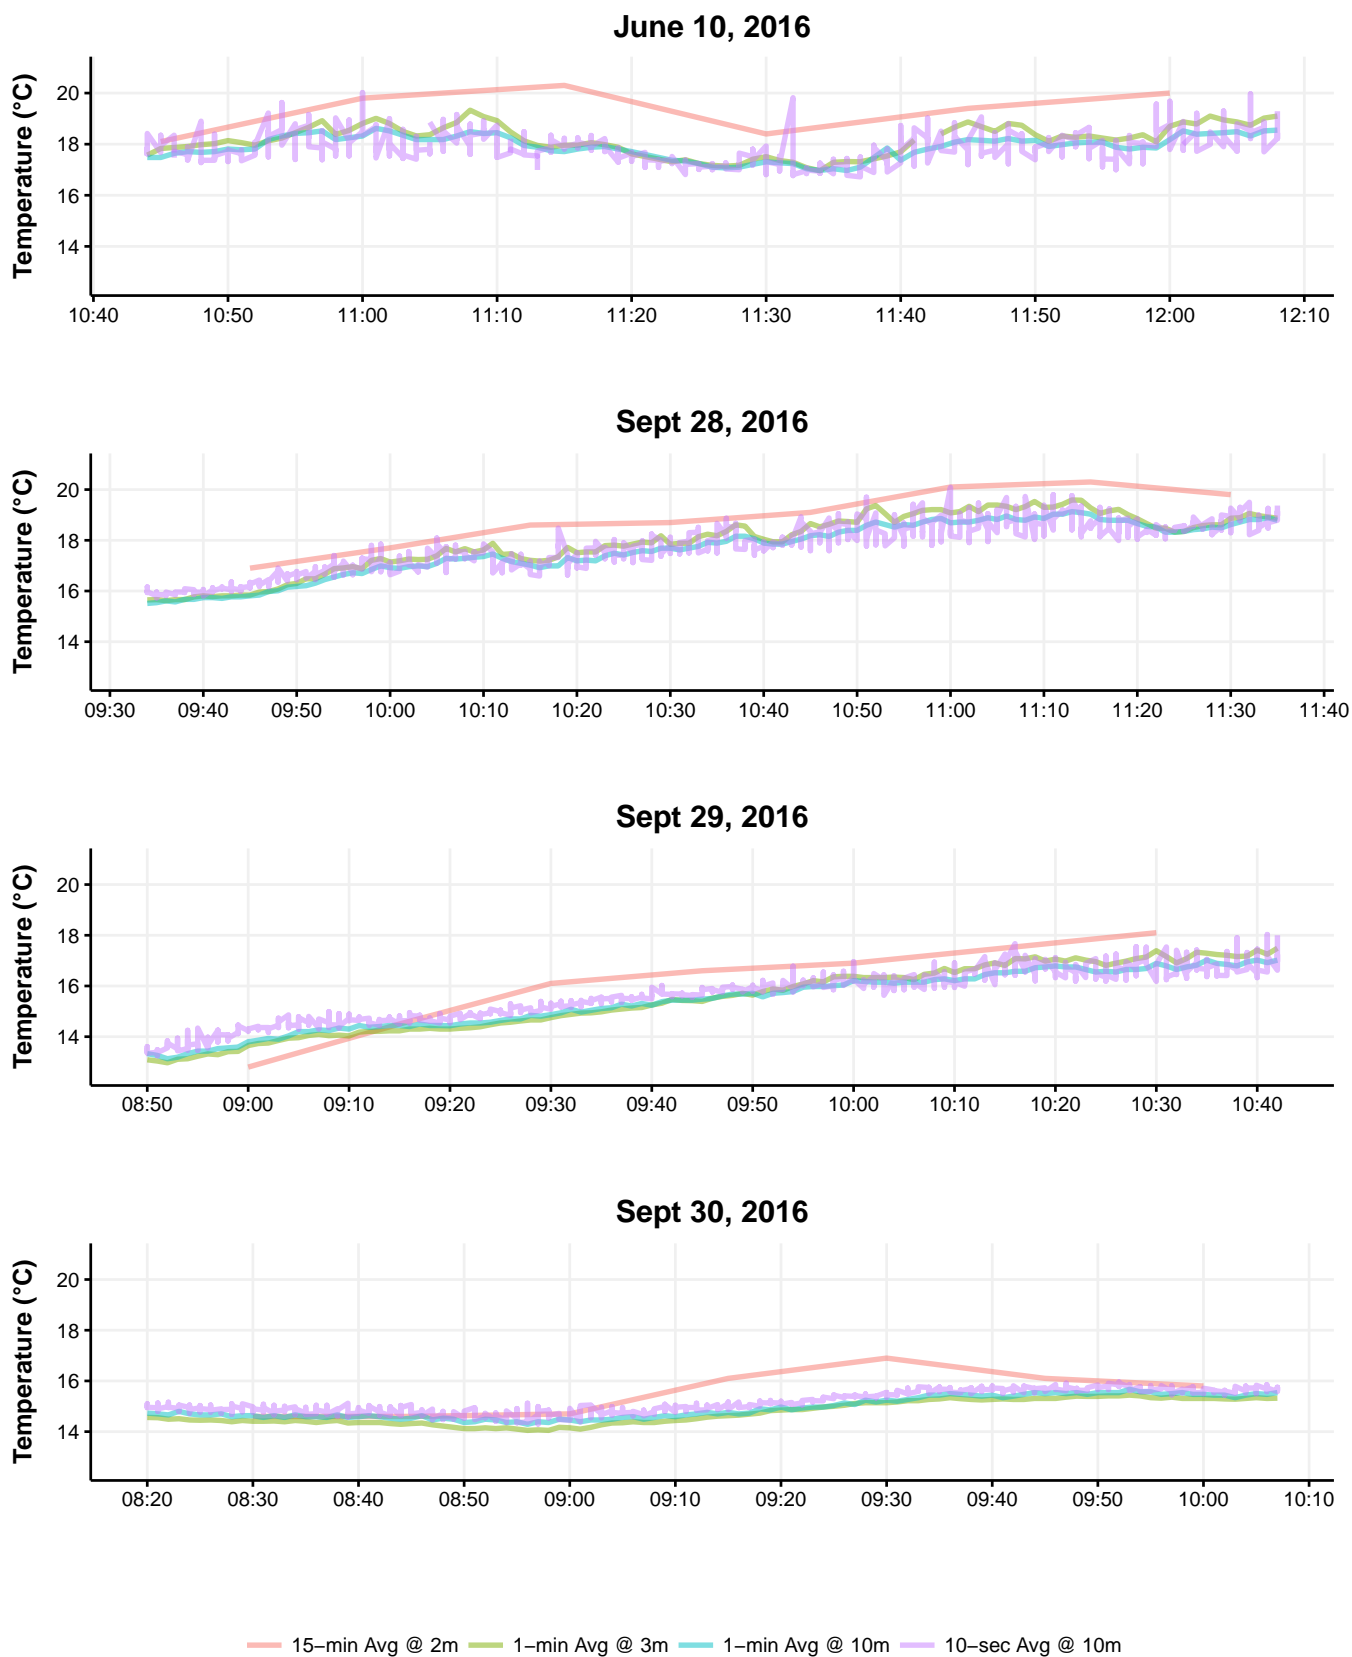 June 10, 2016
Temperature (°C)
20
18
16
14
10:40 10:50 11:00 11:10 11:20 11:30 11:40 11:50 12:00 12:10
Sept 28, 2016
Temperature (°C)
20
18
16
14
09:30 09:40 09:50 10:00 10:10 10:20 10:30 10:40 10:50 11:00 11:10 11:20 11:30 11:40
Sept 29, 2016
Temperature (°C)
20
18
16
14
08:50 09:00 09:10 09:20 09:30 09:40 09:50 10:00 10:10 10:20 10:30 10:40
Sept 30, 2016
Temperature (°C)
20
18
16
14
08:20 08:30 08:40 08:50 09:00 09:10 09:20 09:30 09:40 09:50 10:00 10:10
15−min Avg @ 2m 1−min Avg @ 3m 1−min Avg @ 10m 10−sec Avg @ 10m